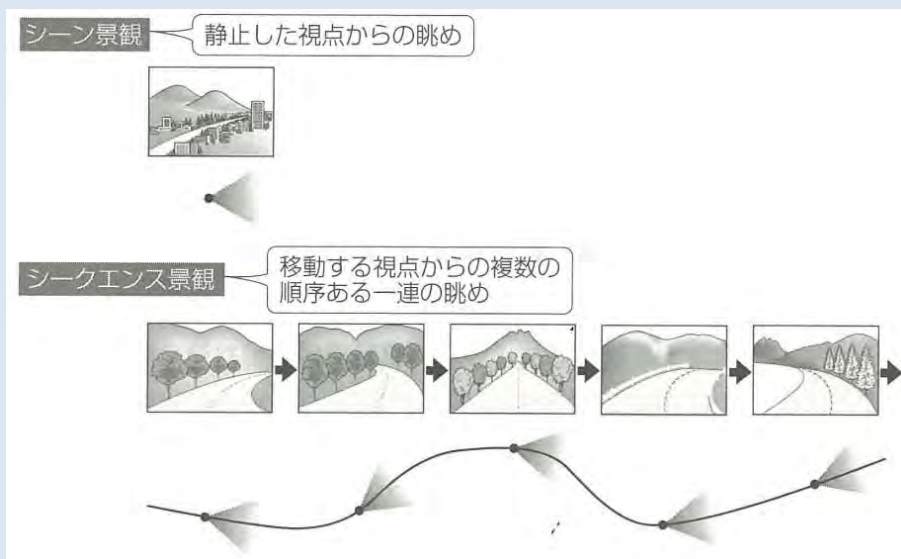 シーン景観
静止した視点からの眺め
シークエンス景観
移動する視点からの複数の
順序ある一連の眺め